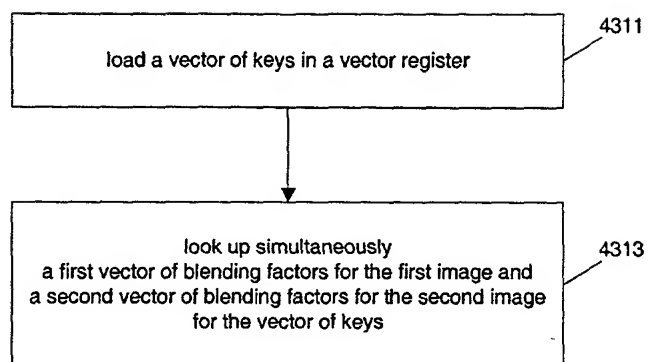 4311
load a vector of keys in a vector register
4313
look up simultaneously
a first vector of blending factors for the first image and
a second vector of blending factors for the second image
for the vector of keys